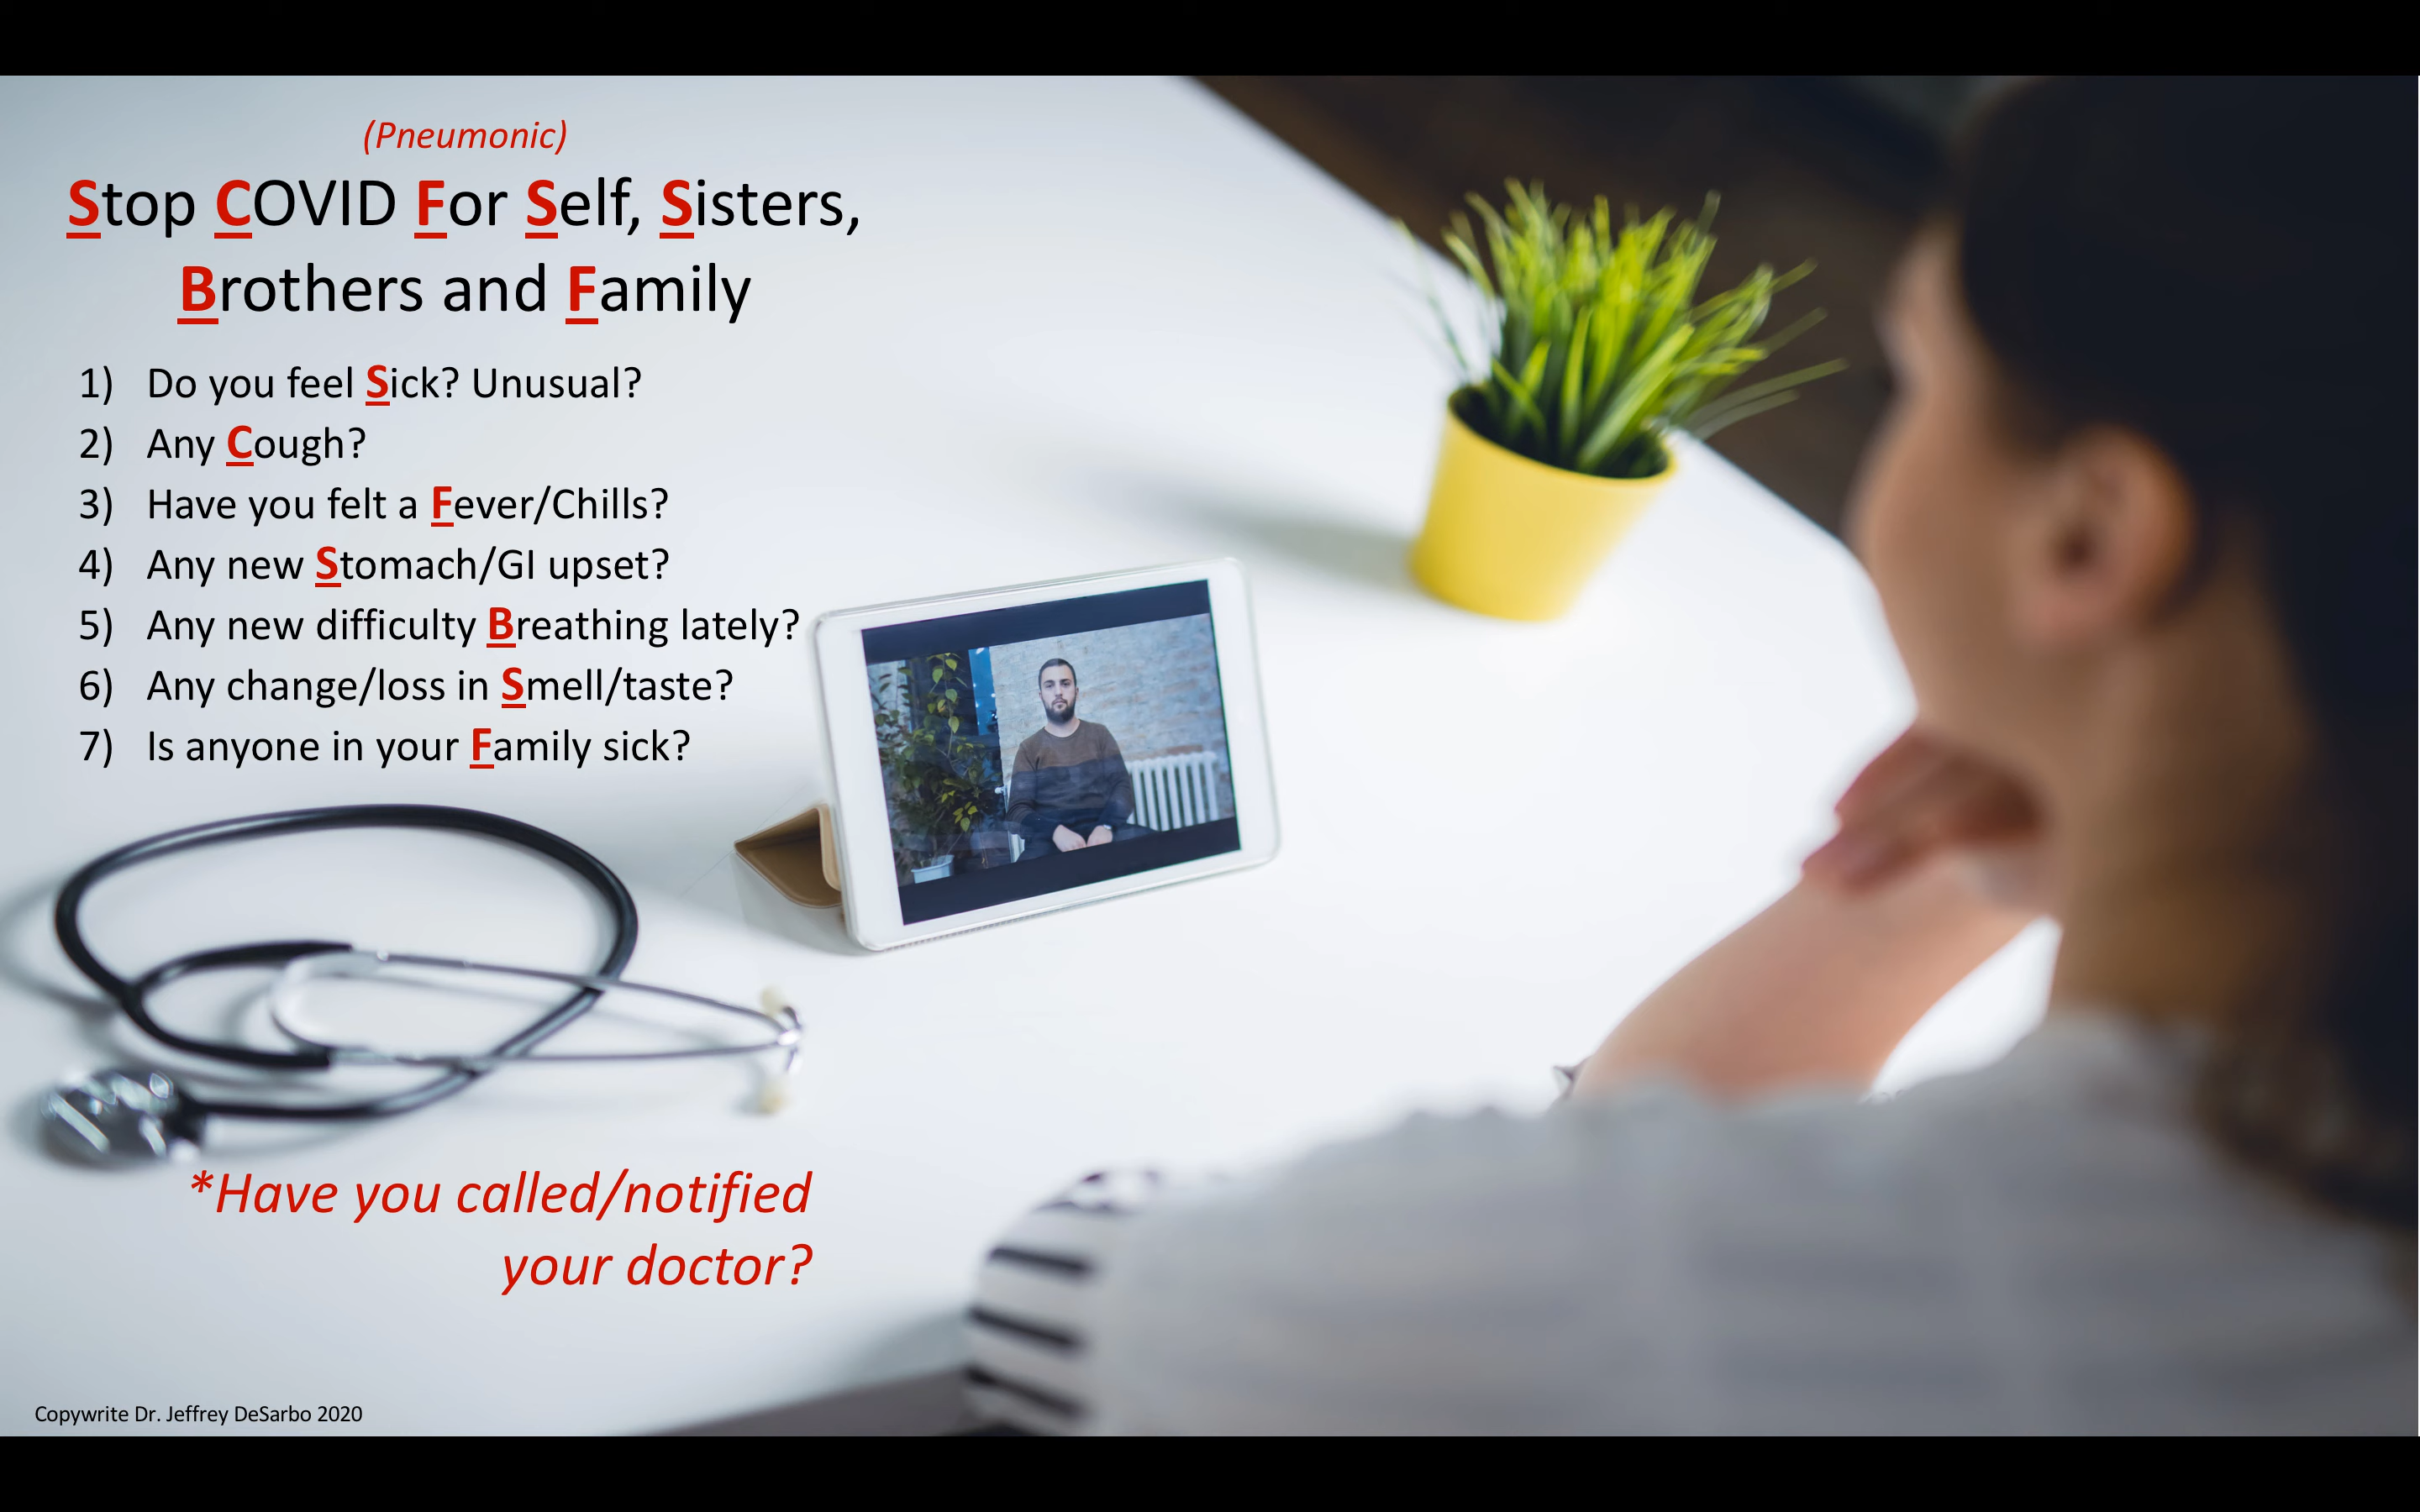 (Pneumonic)
Stop COVID For Self, Sisters,
Brothers and Family
1) Do you feel Sick? Unusual?
2) Any Cough?
3) Have you felt a Fever/Chills?
4) Any new Stomach/GI upset?
5) Any new difficulty Breathing lately?
6) Any change/loss in Smell/taste?
7) Is anyone in your Family sick?
*Have you called/notified
your doctor?
Copywrite Dr. Jeffrey DeSarbo 2020